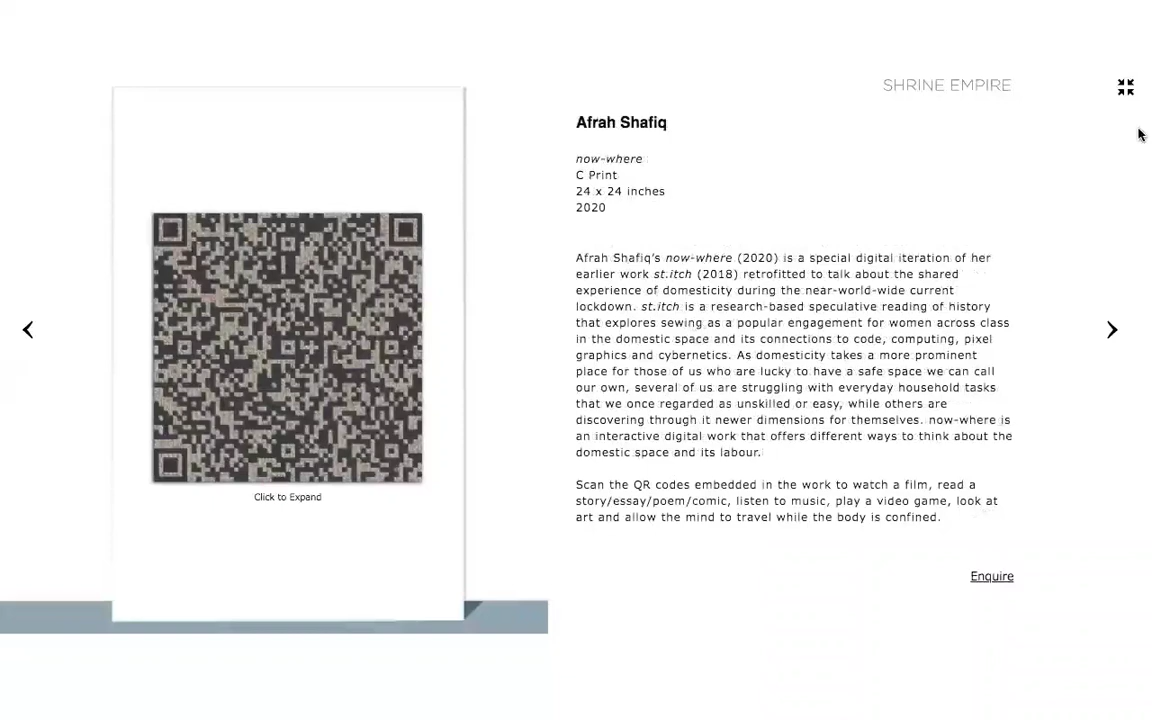 SHRINE EMPIRE
Afrah Shafiq
now-where
C Print
24 x 24 inches
2020
Afrah Shafiq's now-where (2020) is a special digital iteration of her
earlier work st.itch (2018) retrofitted to talk about the shared
experience of domesticity during the near-world-wide current
lockdown. st.itch is a research-based speculative reading of history
that explores sewing as a popular engagement for women across class
in the domestic space and its connections to code, computing, pixel
graphics and cybernetics. As domesticity takes a more prominent
place for those of us who are lucky to have a safe space we can call
our own, several of us are struggling with everyday household tasks
that we once regarded as unskilled or easy, while others are
discovering through it newer dimensions for themselves. now-where is
an interactive digital work that offers different ways to think about the
domestic space and its labour.
Scan the QR codes embedded in the work to watch a film, read a
story/essay/poem/comic, listen to music, play a video game, look at
art and allow the mind to travel while the body is confined.
Click to Expand
Enquire